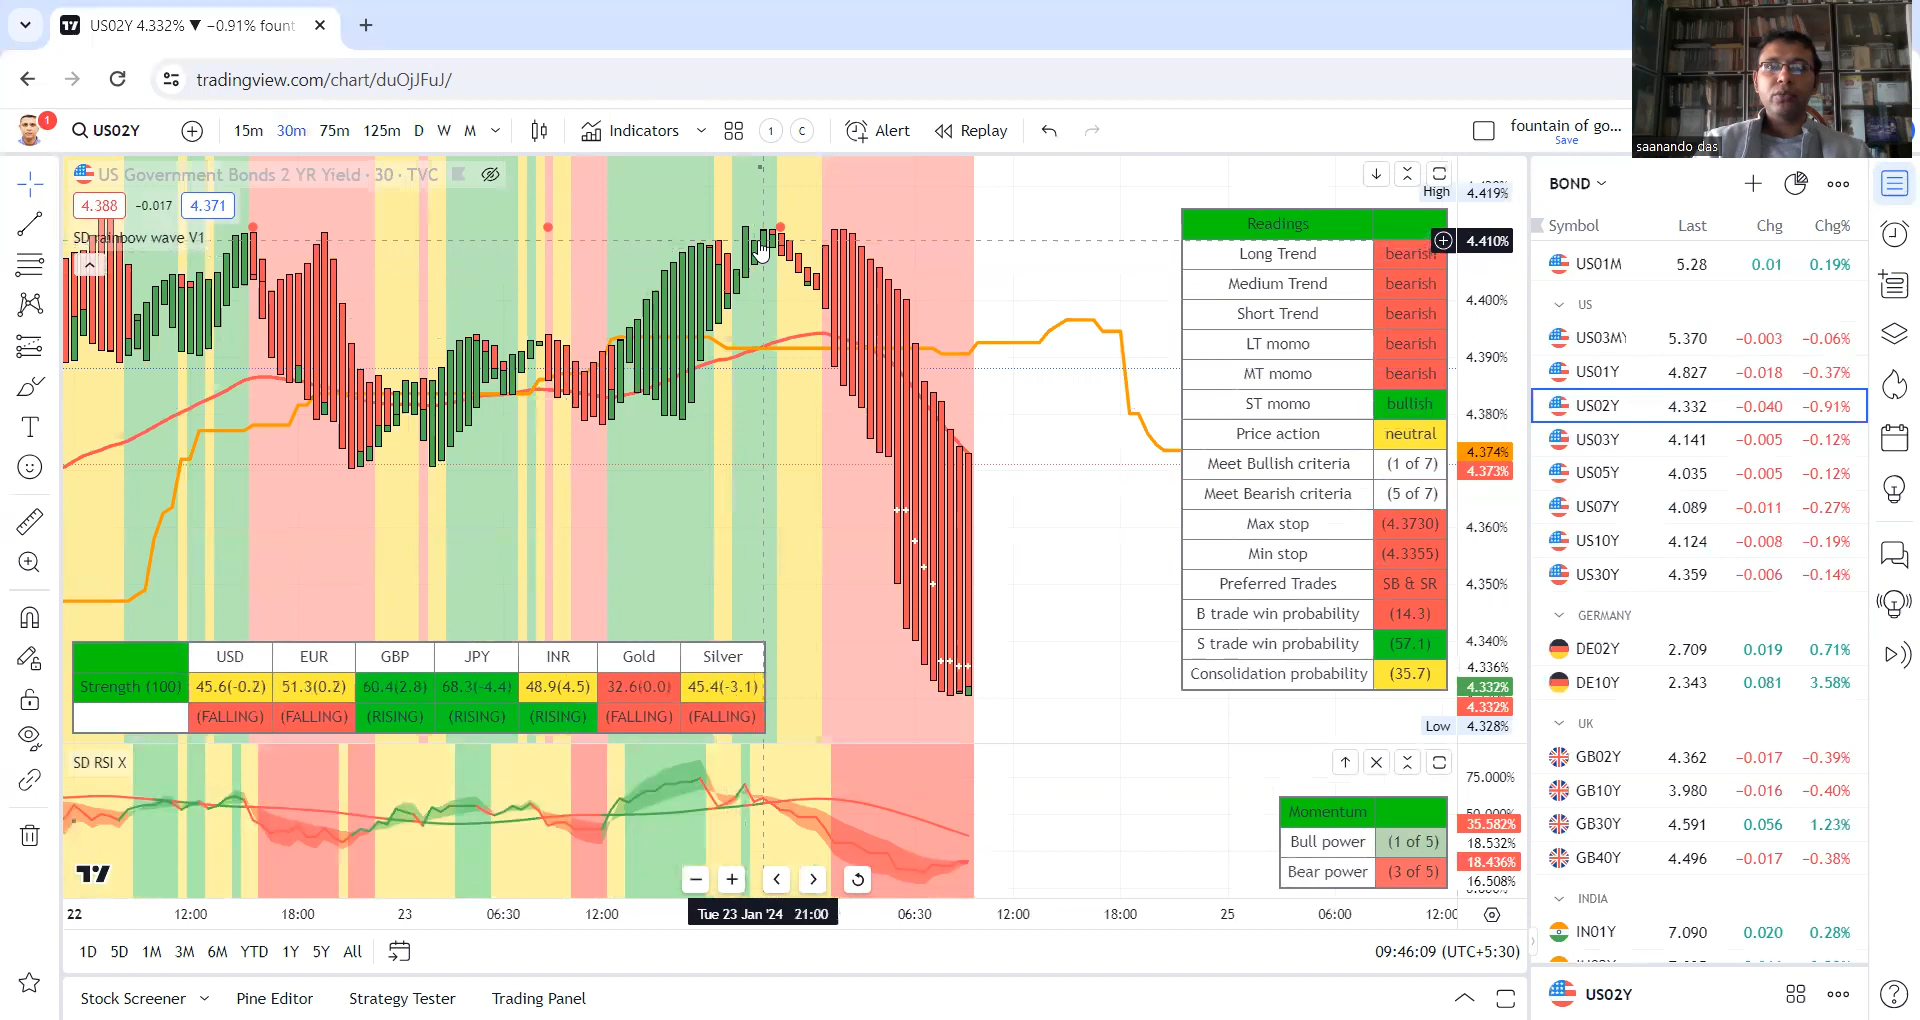 US02Y 4.332% ▼ −0.91% fount
tradingview.com/chart/duOjJFuJ/
1
US02Y
15m 30m 75m 125m D W M
Indicators
1 C
Alert
Replay
fountain of go...
Save
saanando das
US Government Bonds 2 YR Yield · 30 · TVC
4.388 -0.017 4.371
SD rainbow wave V1
High 4.419%
4.410%
4.400%
4.390%
4.380%
4.374%
4.373%
4.360%
4.350%
4.340%
4.336%
4.332%
4.332%
Low 4.328%
Readings
Long Trend bearish
Medium Trend bearish
Short Trend bearish
LT momo bearish
MT momo bearish
ST momo bullish
Price action neutral
Meet Bullish criteria (1 of 7)
Meet Bearish criteria (5 of 7)
Max stop (4.3730)
Min stop (4.3355)
Preferred Trades SB & SR
B trade win probability (14.3)
S trade win probability (57.1)
Consolidation probability (35.7)
USD EUR GBP JPY INR Gold Silver
Strength (100) 45.6(-0.2) 51.3(0.2) 60.4(2.8) 68.3(-4.4) 48.9(4.5) 32.6(0.0) 45.4(-3.1)
(FALLING) (FALLING) (RISING) (RISING) (RISING) (FALLING) (FALLING)
SD RSI X
75.000%
35.582%
18.532%
18.436%
16.508%
Momentum
Bull power (1 of 5)
Bear power (3 of 5)
22 12:00 18:00 23 06:30 12:00 Tue 23 Jan '24 21:00 06:30 12:00 18:00 25 06:00 12:00
1D 5D 1M 3M 6M YTD 1Y 5Y All
09:46:09 (UTC+5:30)
Stock Screener Pine Editor Strategy Tester Trading Panel
BOND
Symbol Last Chg Chg%
US01M 5.28 0.01 0.19%
US
US03MY 5.370 −0.003 −0.06%
US01Y 4.827 −0.018 −0.37%
US02Y 4.332 −0.040 −0.91%
US03Y 4.141 −0.005 −0.12%
US05Y 4.035 −0.005 −0.12%
US07Y 4.089 −0.011 −0.27%
US10Y 4.124 −0.008 −0.19%
US30Y 4.359 −0.006 −0.14%
GERMANY
DE02Y 2.709 0.019 0.71%
DE10Y 2.343 0.081 3.58%
UK
GB02Y 4.362 −0.017 −0.39%
GB10Y 3.980 −0.016 −0.40%
GB30Y 4.591 0.056 1.23%
GB40Y 4.496 −0.017 −0.38%
INDIA
IN01Y 7.090 0.020 0.28%
US02Y